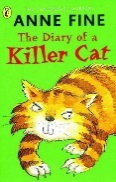 ANNE FINE
The Diary of a
Killer Cat